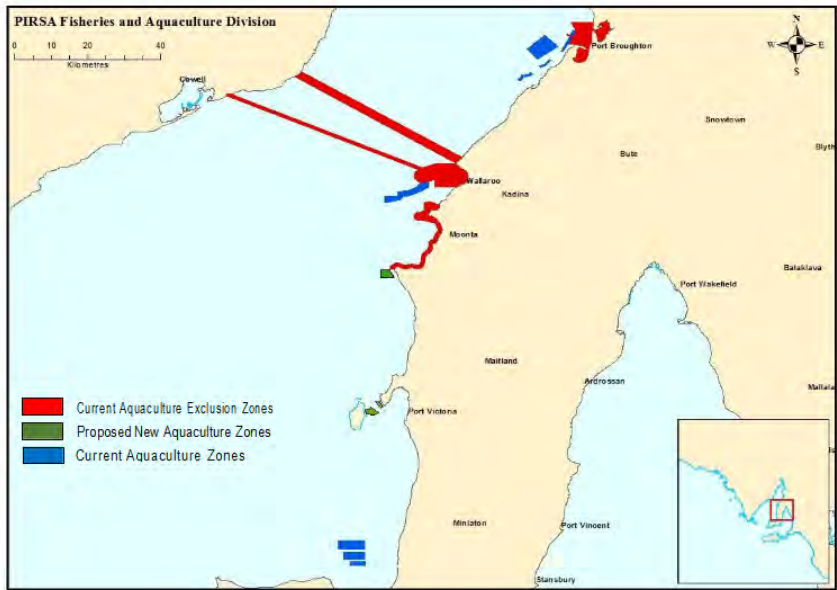 PIRSA Fisheries and Aquaculture Division
0 10 20 40
Kilometres
N
W E
S
Cowell
Port Broughton
Snowtown
Bute
Blyth
Wallaroo
Kadina
Moonta
Balaklava
Port Wakefield
Maitland
Ardrossan
Mallala
Port Victoria
Current Aquaculture Exclusion Zones
Proposed New Aquaculture Zones
Current Aquaculture Zones
Minlaton
Port Vincent
Stansbury